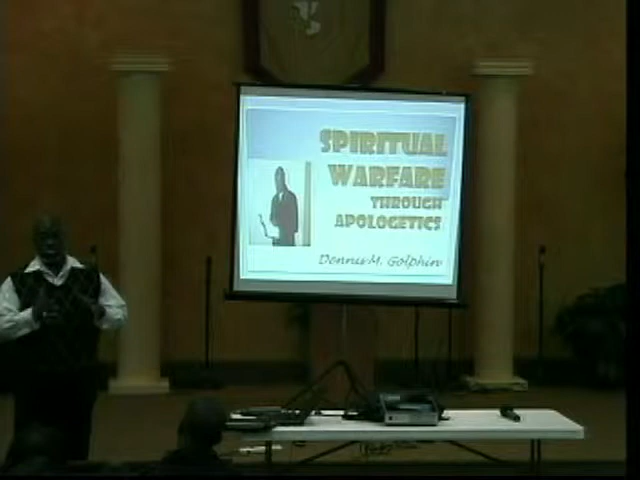 SPIRITUAL
WARFARE
THROUGH
APOLOGETICS
Dennis M. Golphin